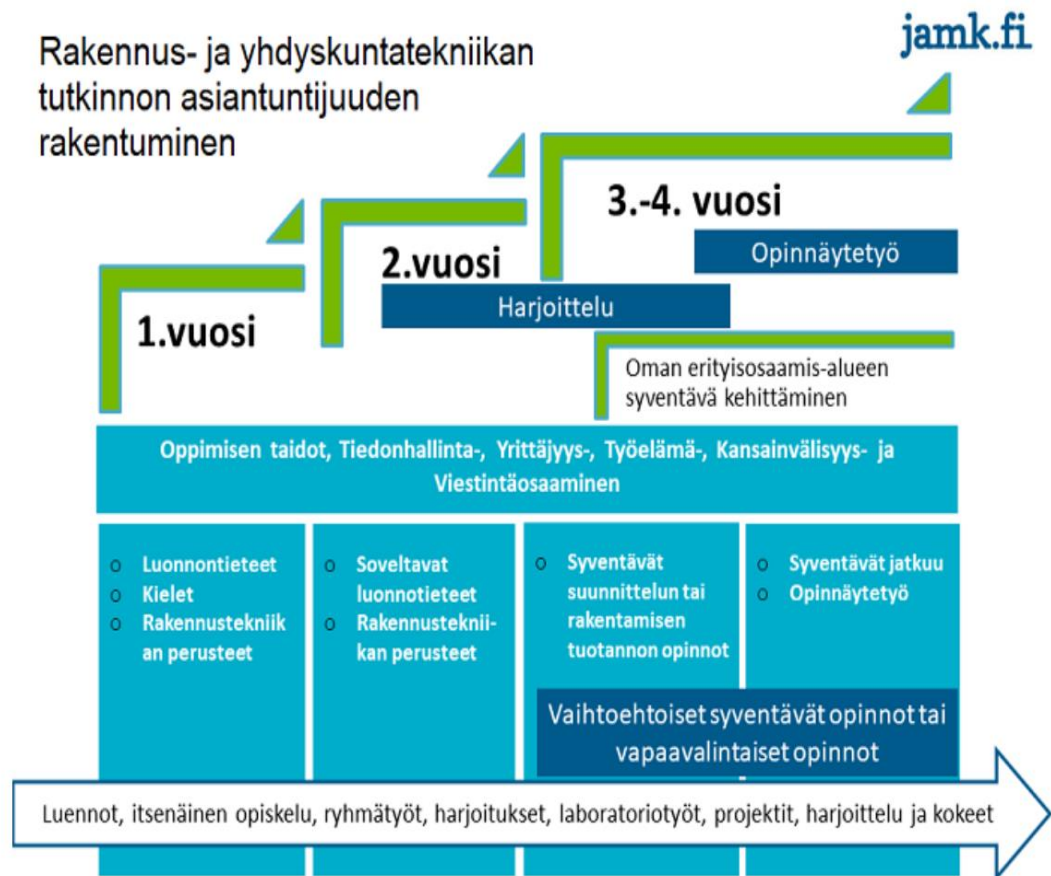 jamk.fi
Rakennus- ja yhdyskuntatekniikan
tutkinnon asiantuntijuuden
rakentuminen
1.vuosi
2.vuosi
3.-4. vuosi
Opinnäytetyö
Harjoittelu
Oman erityisosaamis-alueen
syventävä kehittäminen
Oppimisen taidot, Tiedonhallinta-, Yrittäjyys-, Työelämä-, Kansainvälisyys- ja
Viestintäosaaminen
o Luonnontieteet
o Kielet
o Rakennustekniik
an perusteet
o Soveltavat
luonnotieteet
o Rakennusteknii-
kan perusteet
o Syventävät
suunnittelun tai
rakentamisen
tuotannon opinnot
o Syventävät jatkuu
o Opinnäytetyö
Vaihtoehtoiset syventävät opinnot tai
vapaavalintaiset opinnot
Luennot, itsenäinen opiskelu, ryhmätyöt, harjoitukset, laboratoriotyöt, projektit, harjoittelu ja kokeet